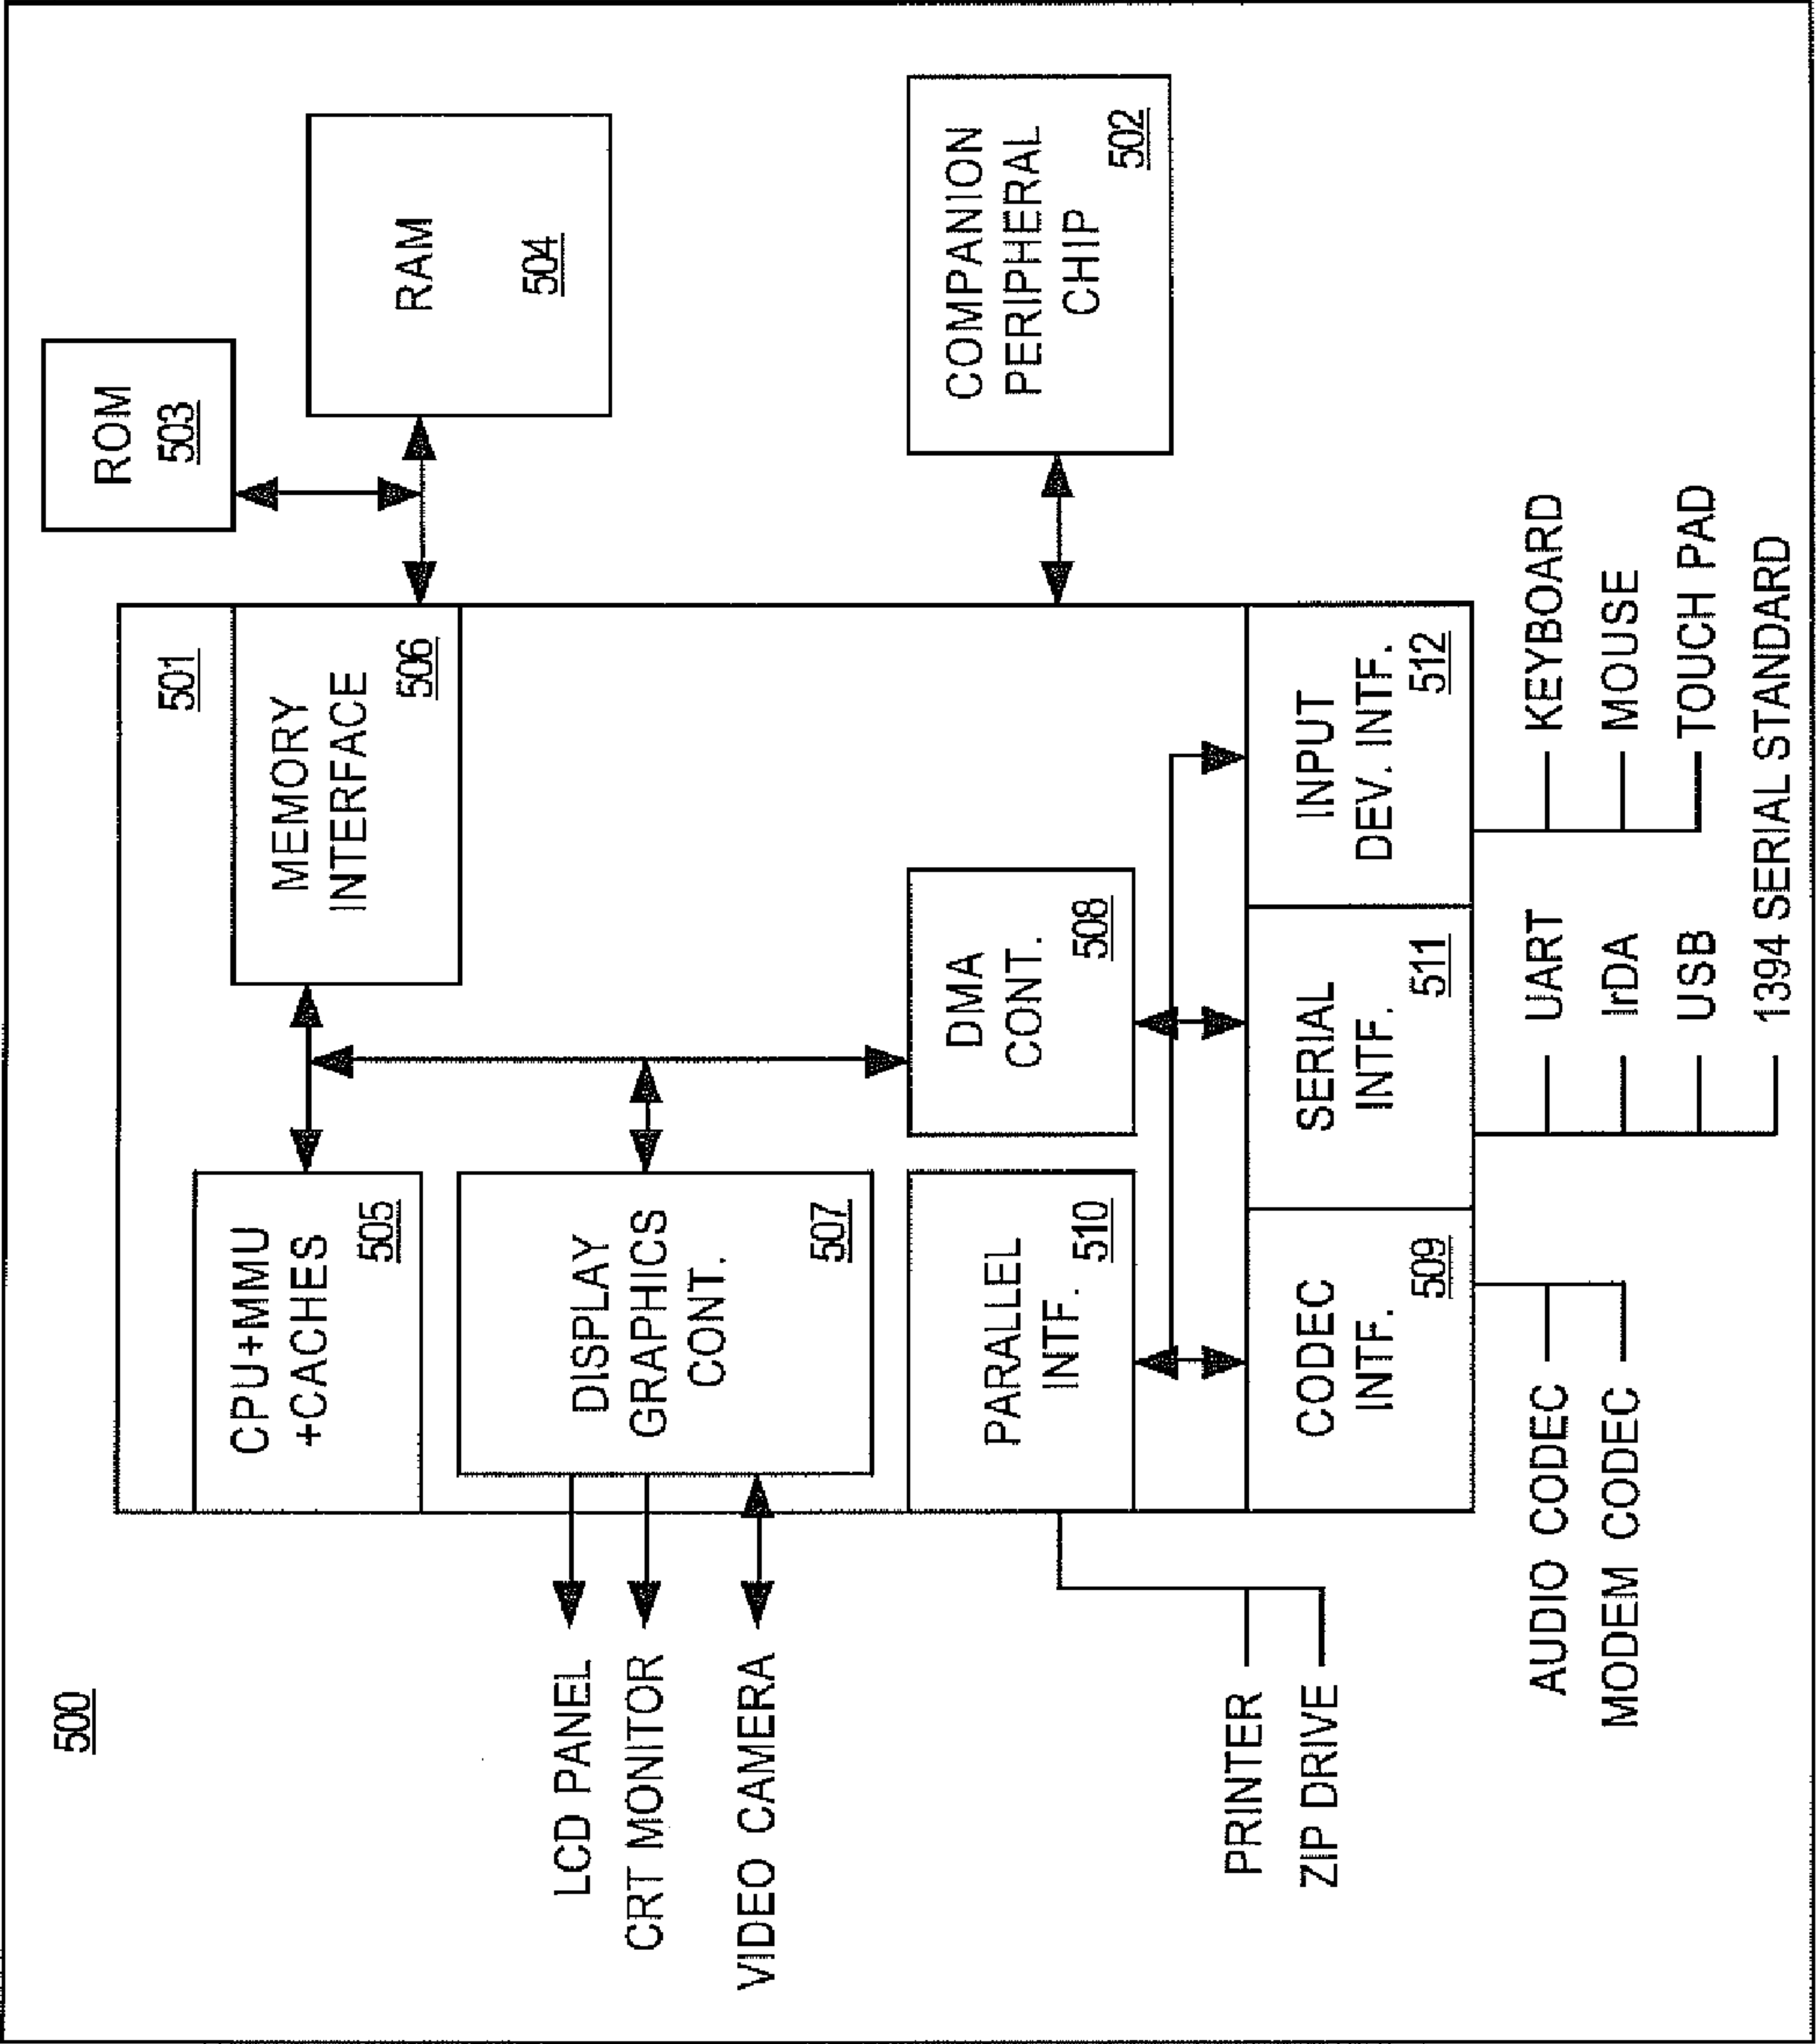 500
ROM
503
RAM
504
501
CPU+MMU
+CACHES
505
MEMORY
INTERFACE
506
LCD PANEL
CRT MONITOR
VIDEO CAMERA
DISPLAY
GRAPHICS
CONT.
507
COMPANION
PERIPHERAL
CHIP
502
PARALLEL
INTF.
510
DMA
CONT.
508
PRINTER
ZIP DRIVE
CODEC
INTF.
509
SERIAL
INTF.
511
INPUT
DEV. INTF.
512
AUDIO CODEC
MODEM CODEC
UART
IrDA
USB
1394 SERIAL STANDARD
KEYBOARD
MOUSE
TOUCH PAD